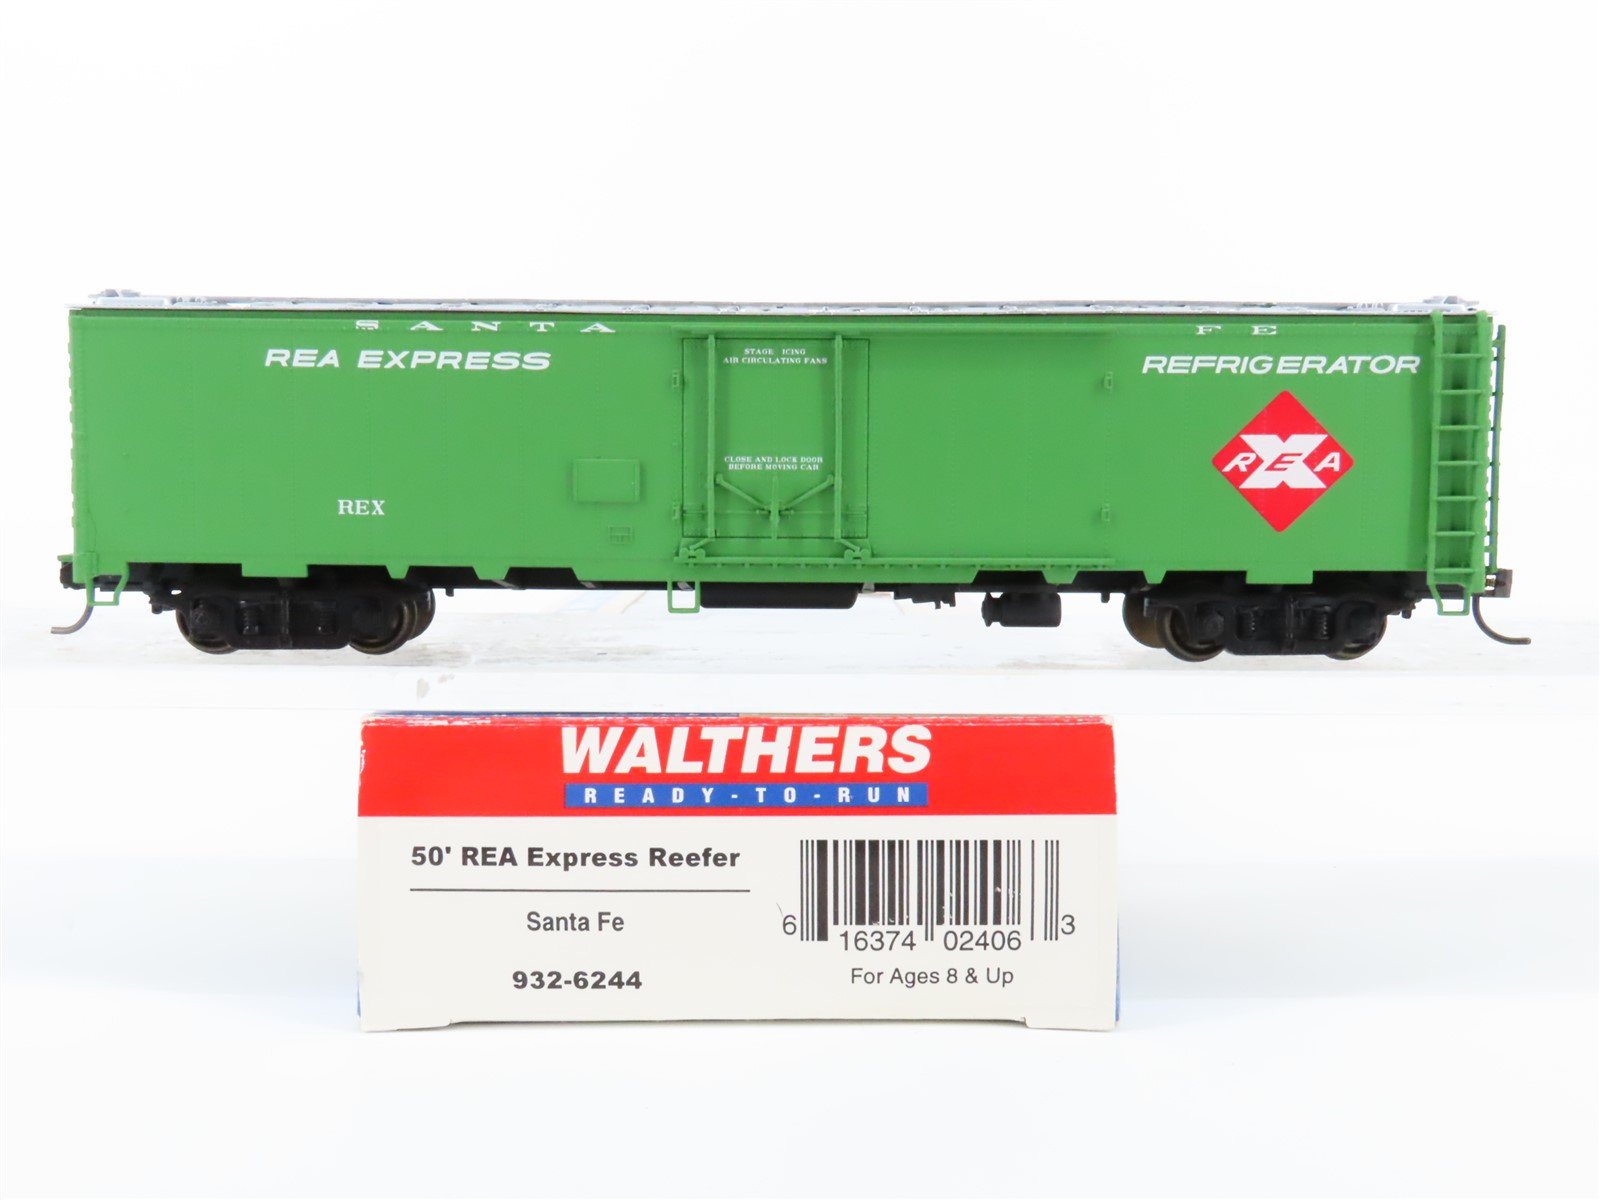 SANTA FE
REA EXPRESS
REFRIGERATOR
STAGE ICING
AIR CIRCULATING FANS
REA
X
CLOSE AND LOCK DOOR
BEFORE MOVING CAR
REX
WALTHERS
READY-TO-RUN
50' REA Express Reefer
Santa Fe
932-6244
6 16374 02406 3
For Ages 8 & Up